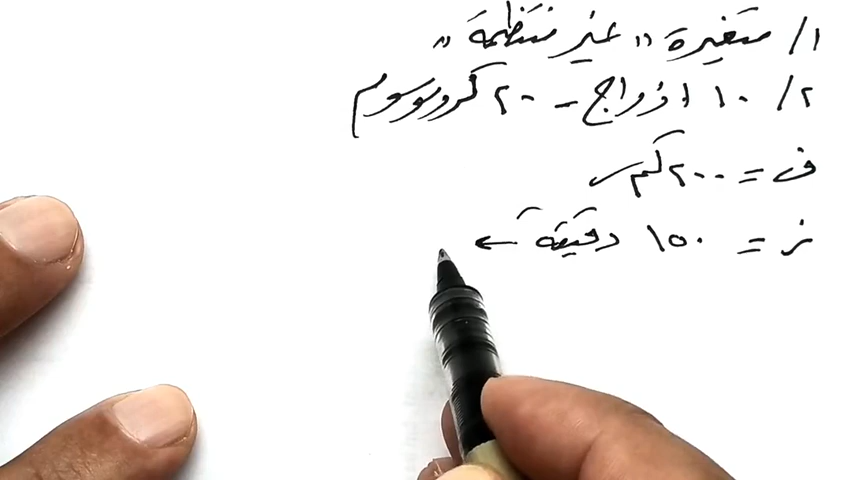 ١/ متغيرة " غير منتظمة "
٢/ ١٠ ازواج - ٢٠ كروموسوم
ف = ٢٠٠ كم
ز = ١٥٠ دقيقة ←